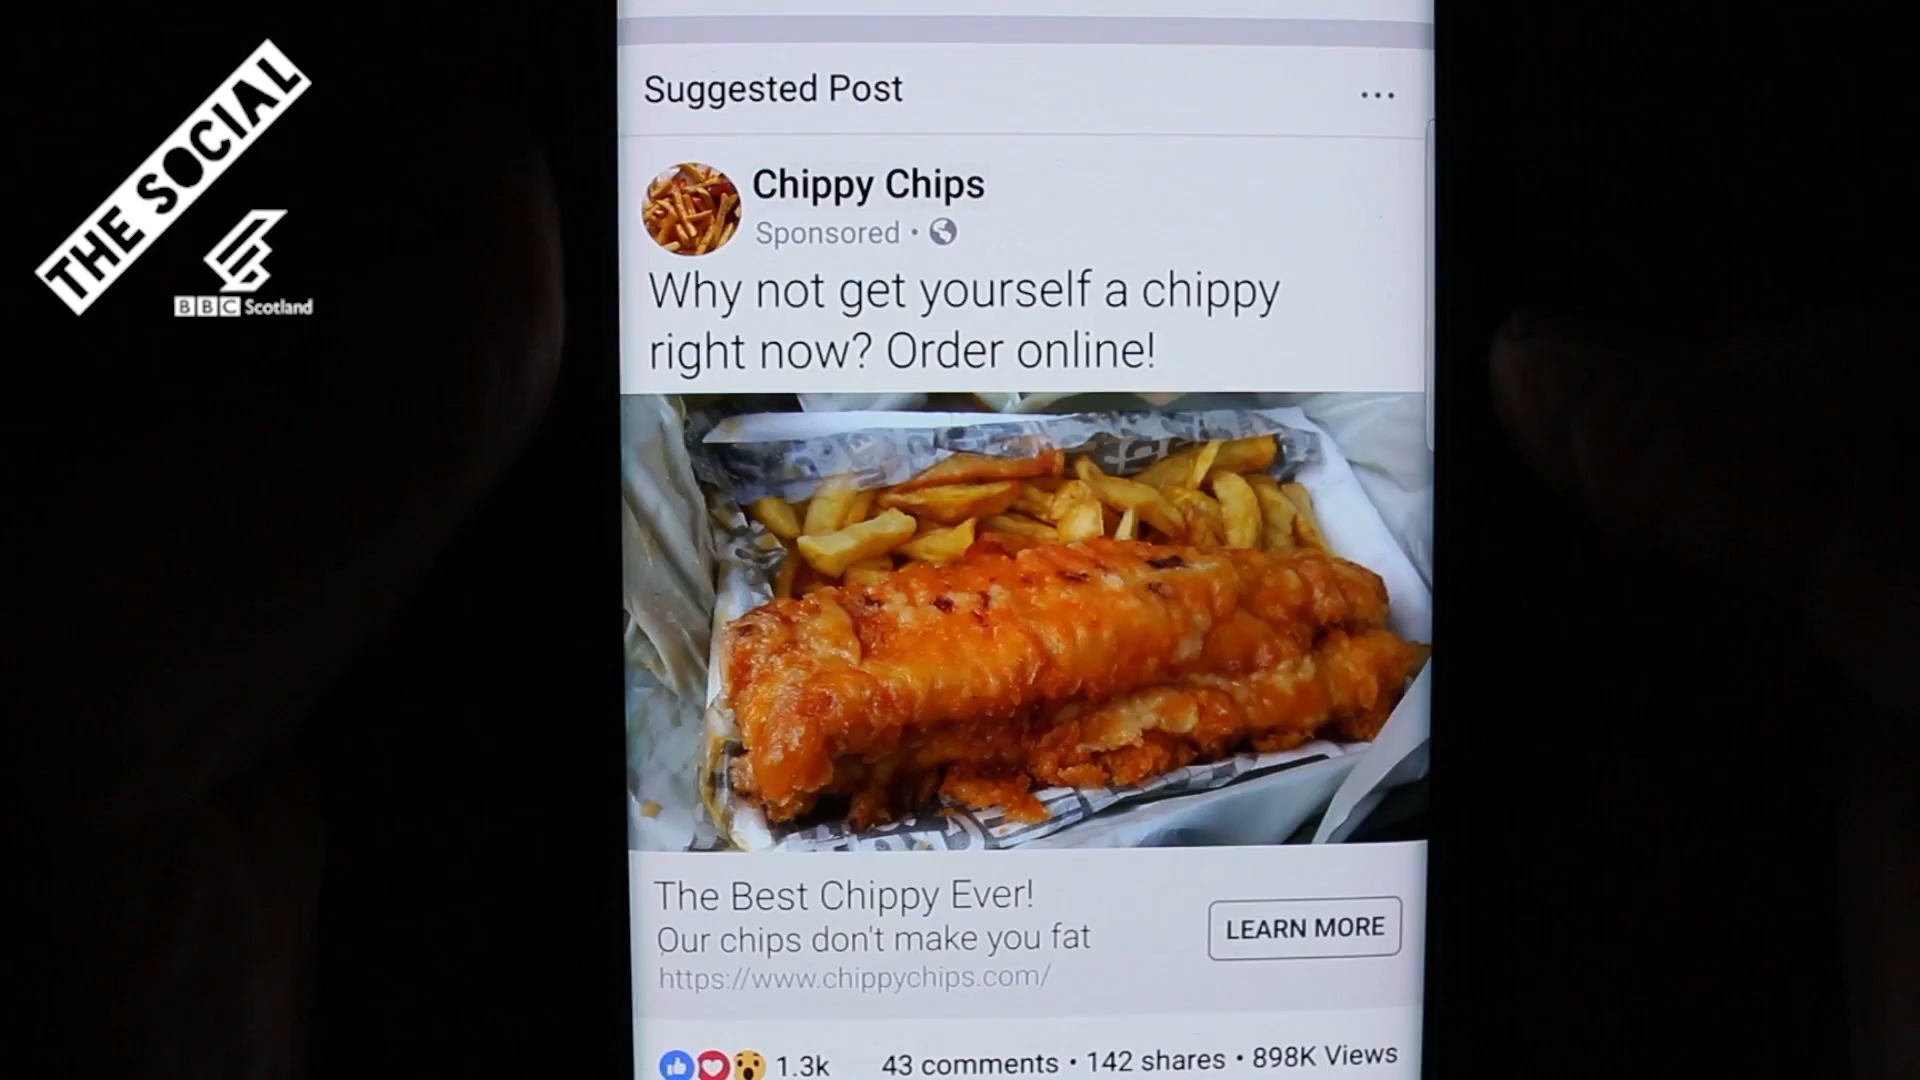 THE SOCIAL
BBC Scotland
Suggested Post
Chippy Chips
Sponsored
Why not get yourself a chippy
right now? Order online!
The Best Chippy Ever!
Our chips don't make you fat
https://www.chippychips.com/
LEARN MORE
1.3k 43 comments • 142 shares • 898K Views